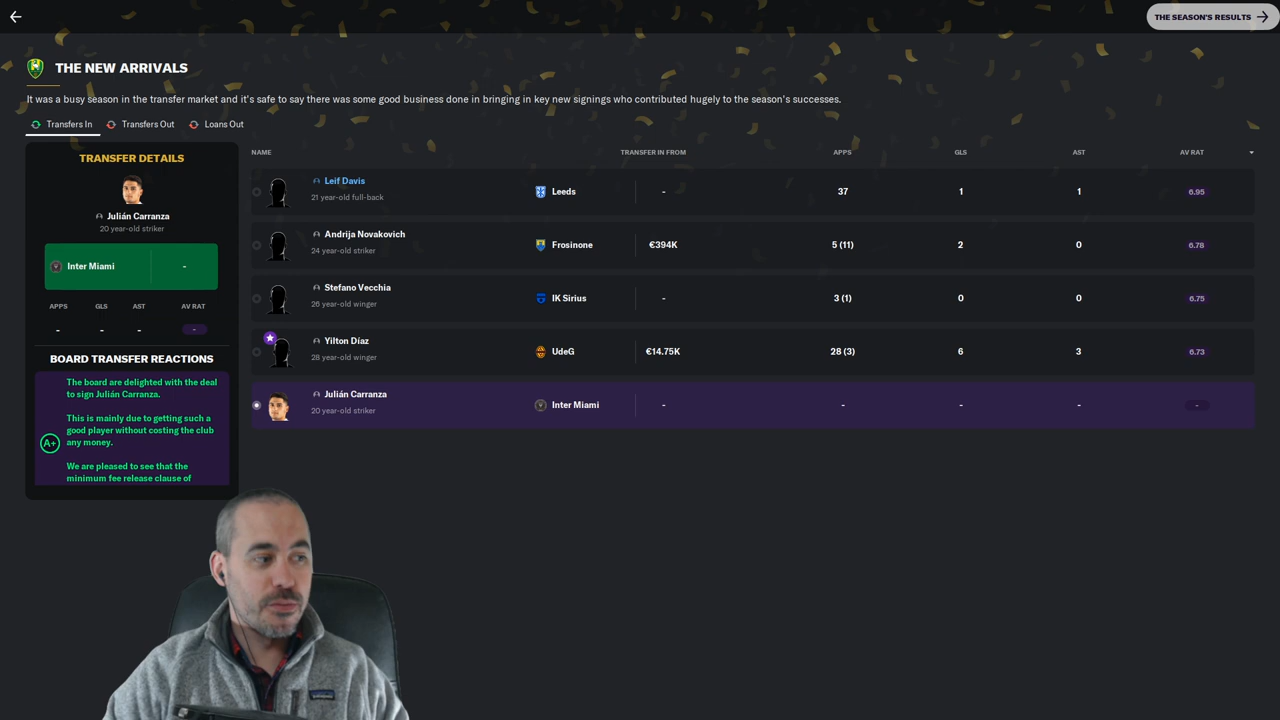 THE SEASON'S RESULTS
THE NEW ARRIVALS
It was a busy season in the transfer market and it's safe to say there was some good business done in bringing in key new signings who contributed hugely to the season's successes.
Transfers In Transfers Out Loans Out
TRANSFER DETAILS
Julián Carranza
20 year-old striker
Inter Miami -
APPS GLS AST AV RAT
- - - -
BOARD TRANSFER REACTIONS
A+
The board are delighted with the deal
to sign Julián Carranza.
This is mainly due to getting such a
good player without costing the club
any money.
We are pleased to see that the
minimum fee release clause of
NAME TRANSFER IN FROM APPS GLS AST AV RAT
Leif Davis
21 year-old full-back
Leeds - 37 1 1 6.95
Andrija Novakovich
24 year-old striker
Frosinone €394K 5 (11) 2 0 6.78
Stefano Vecchia
26 year-old winger
IK Sirius - 3 (1) 0 0 6.75
Yilton Díaz
28 year-old winger
UdeG €14.75K 28 (3) 6 3 6.73
Julián Carranza
20 year-old striker
Inter Miami - - - - -